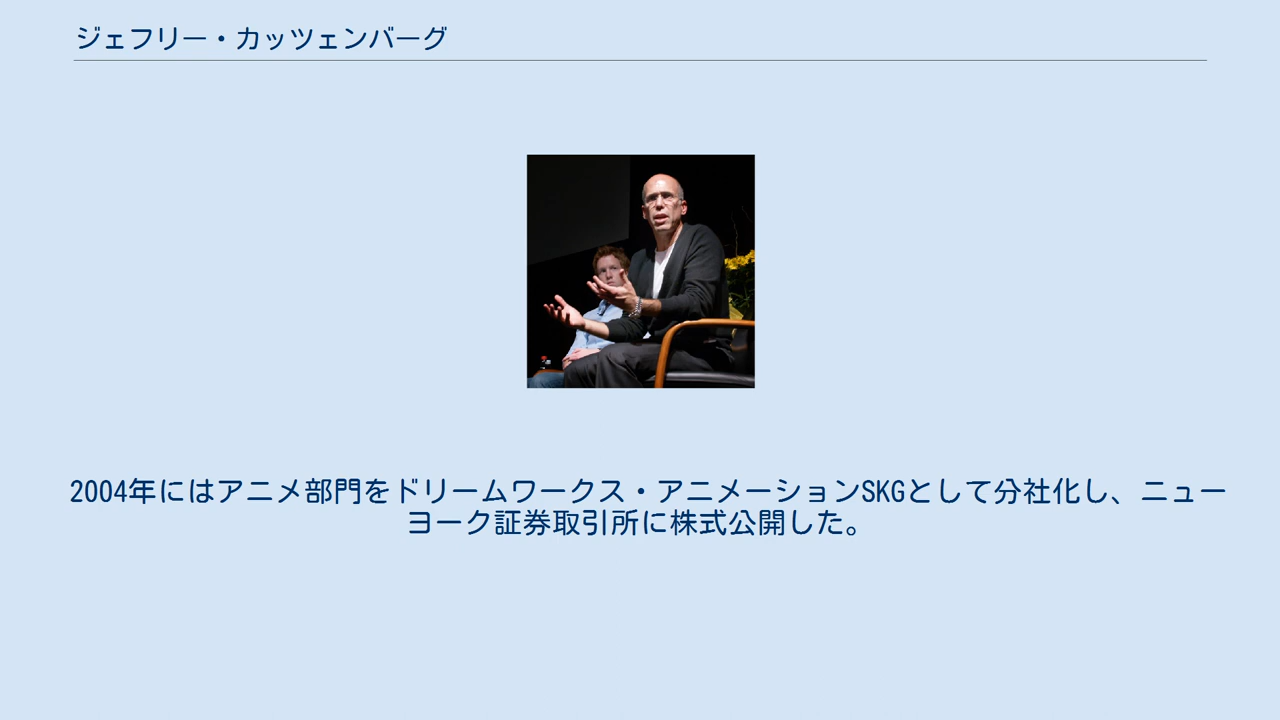 ジェフリー・カッツェンバーグ
2004年にはアニメ部門をドリームワークス・アニメーションSKGとして分社化し、ニュー
ヨーク証券取引所に株式公開した。